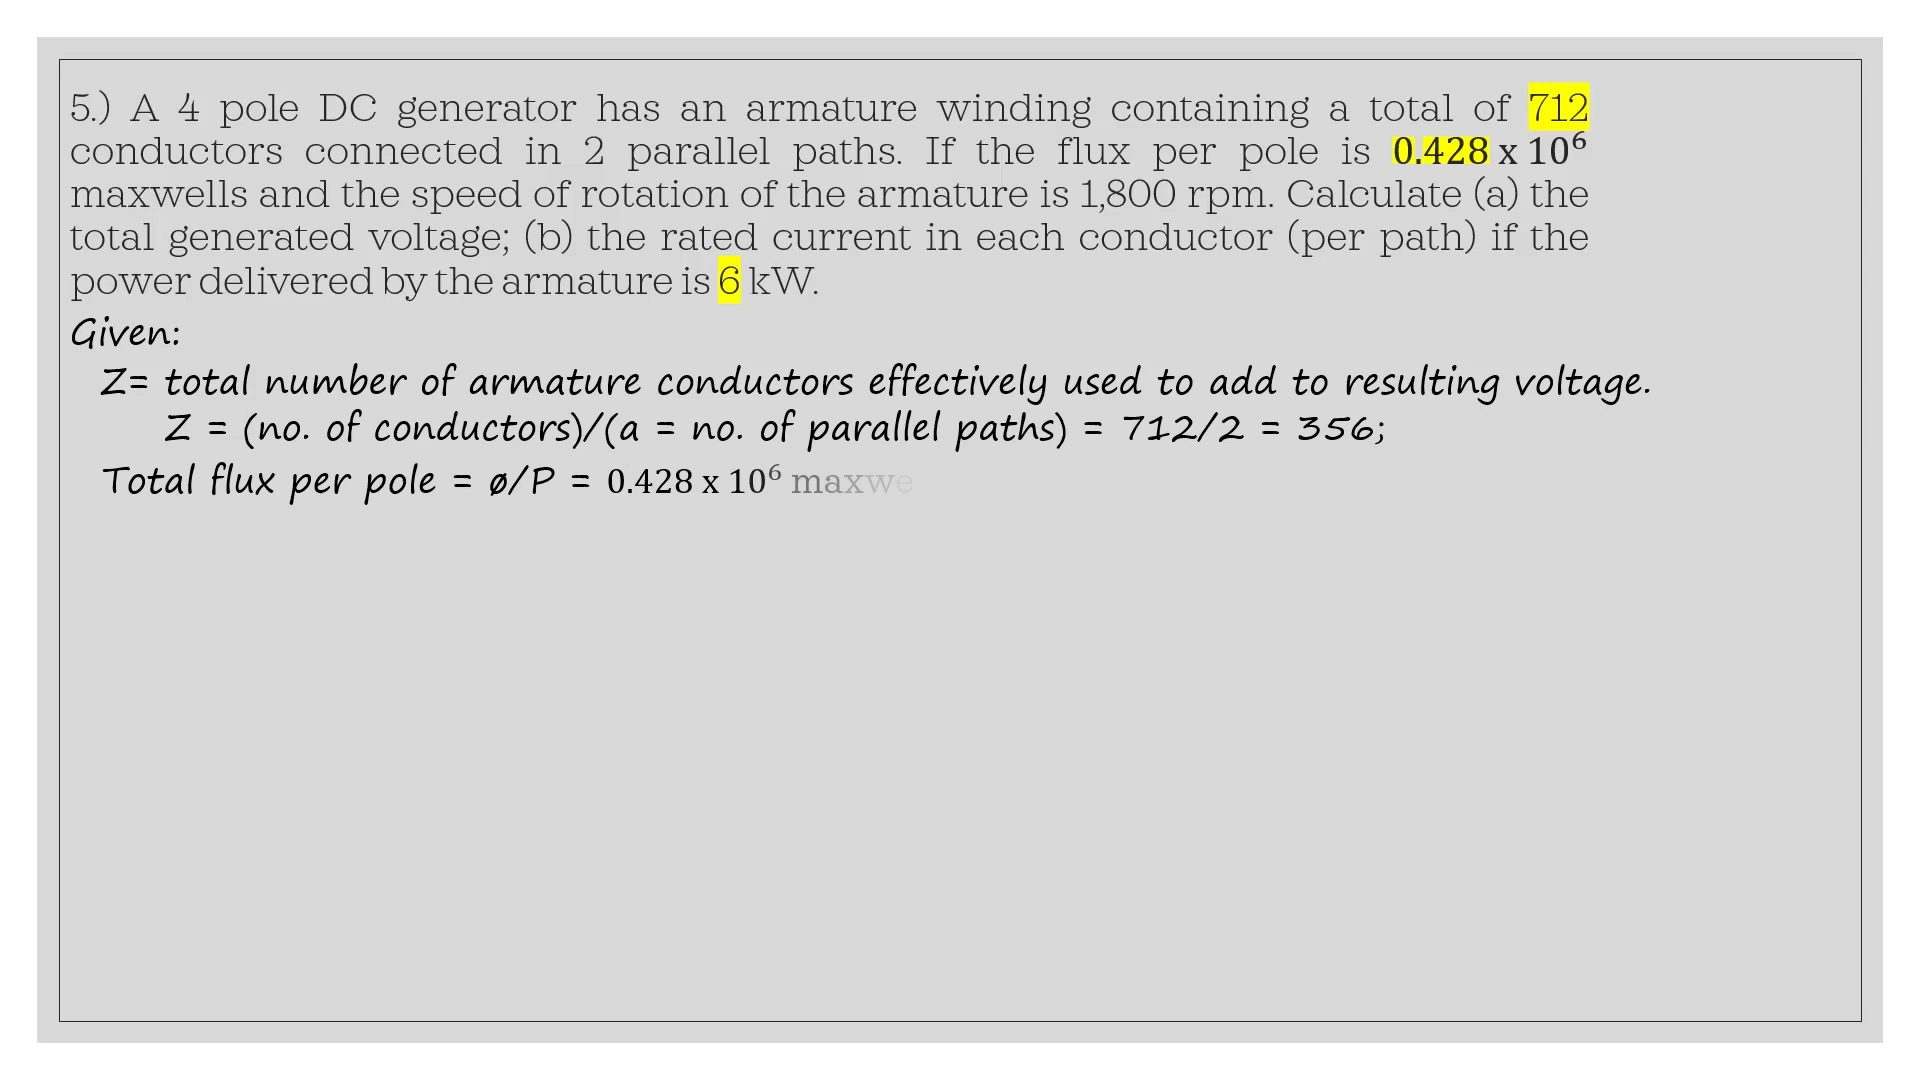 5.) A 4 pole DC generator has an armature winding containing a total of 712
conductors connected in 2 parallel paths. If the flux per pole is 0.428 x 10⁶
maxwells and the speed of rotation of the armature is 1,800 rpm. Calculate (a) the
total generated voltage; (b) the rated current in each conductor (per path) if the
power delivered by the armature is 6 kW.
Given:
Z= total number of armature conductors effectively used to add to resulting voltage.
Z = (no. of conductors)/(a = no. of parallel paths) = 712/2 = 356;
Total flux per pole = ø/P = 0.428 x 10⁶ maxwe